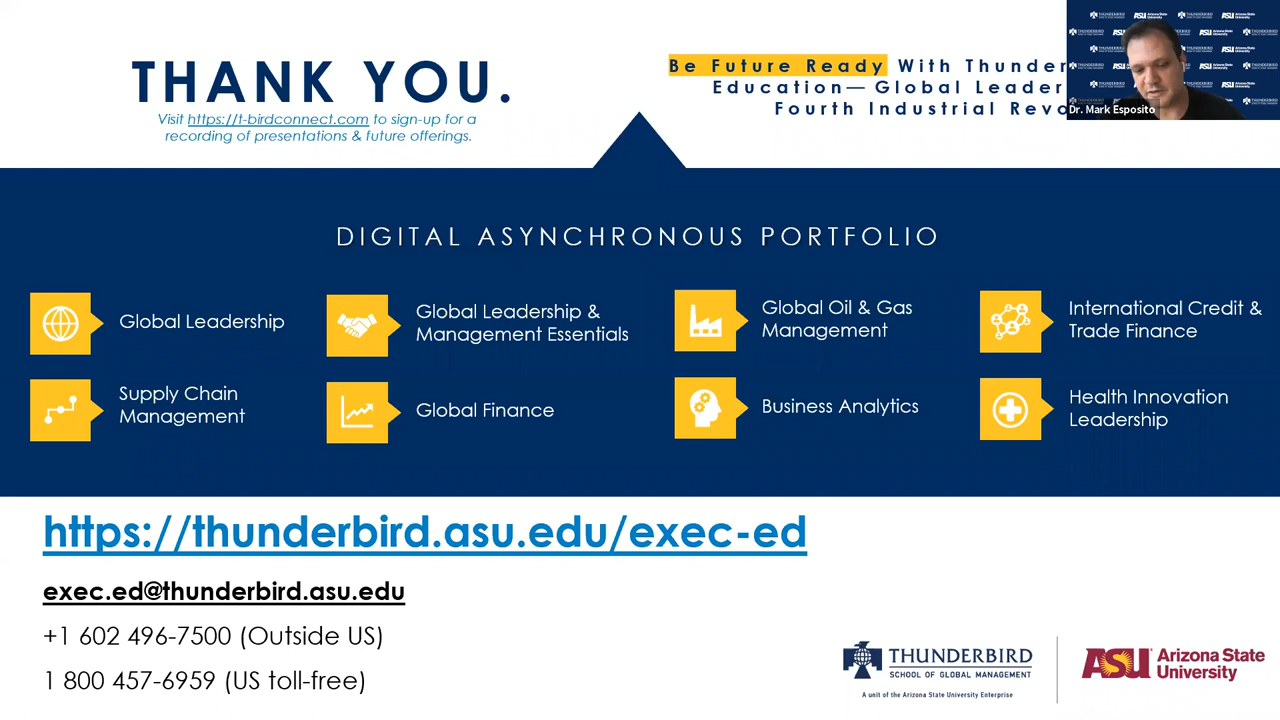 THANK YOU.
Visit https://t-birdconnect.com to sign-up for a
recording of presentations & future offerings.
Be Future Ready With Thunder
Education— Global Leader
Fourth Industrial Revo
Dr. Mark Esposito
DIGITAL ASYNCHRONOUS PORTFOLIO
Global Leadership
Global Leadership &
Management Essentials
Global Oil & Gas
Management
International Credit &
Trade Finance
Supply Chain
Management
Global Finance
Business Analytics
Health Innovation
Leadership
https://thunderbird.asu.edu/exec-ed
exec.ed@thunderbird.asu.edu
+1 602 496-7500 (Outside US)
1 800 457-6959 (US toll-free)
THUNDERBIRD
SCHOOL OF GLOBAL MANAGEMENT
A unit of the Arizona State University Enterprise
ASU Arizona State
University